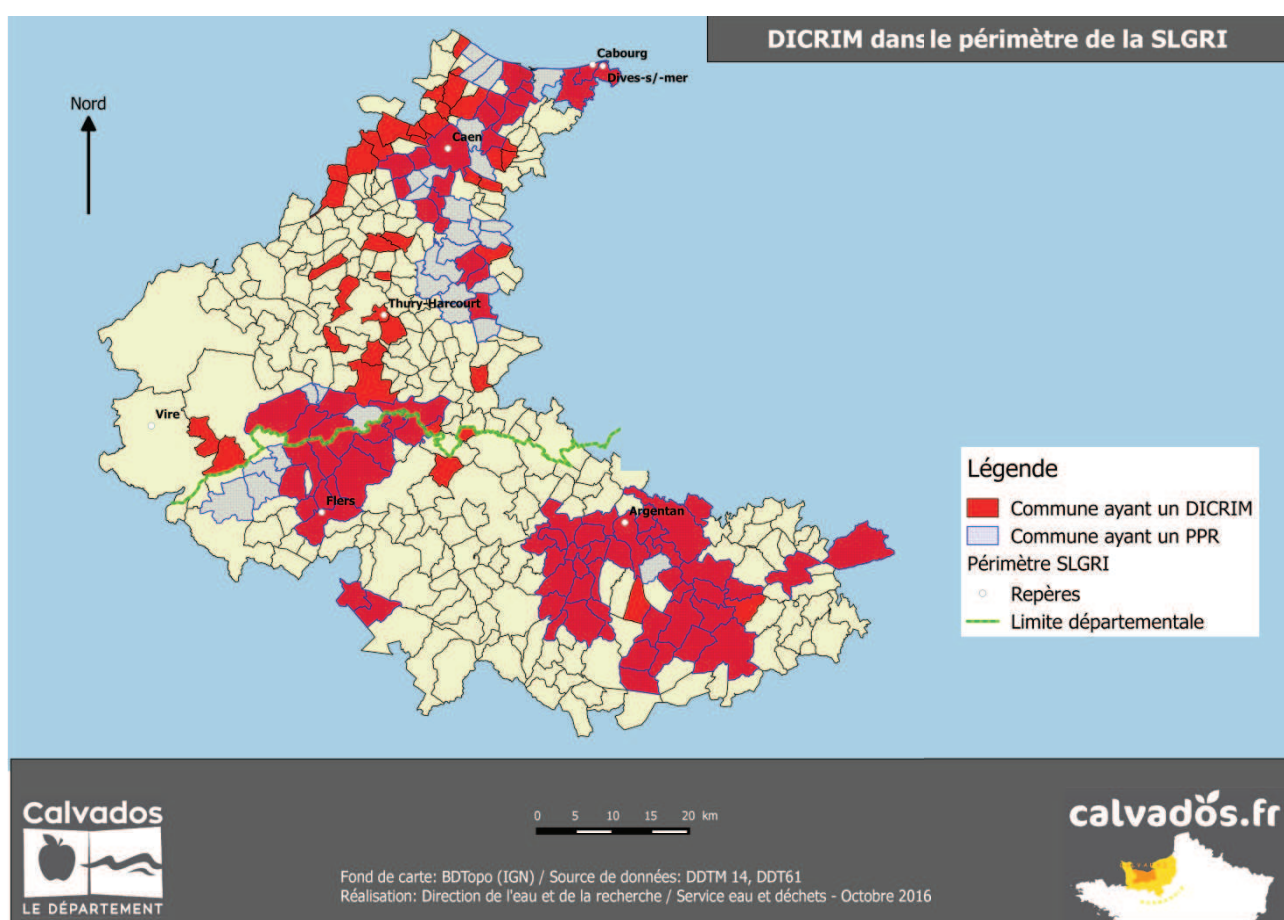 DICRIM dans le périmètre de la SLGRI
Cabourg
Dives-s/-mer
Nord
Caen
Thury-Harcourt
Vire
Flers
Argentan
Légende
Commune ayant un DICRIM
Commune ayant un PPR
Périmètre SLGRI
Repères
Limite départementale
Calvados
LE DÉPARTEMENT
0 5 10 15 20 km
Fond de carte: BDTopo (IGN) / Source de données: DDTM 14, DDT61
Réalisation: Direction de l'eau et de la recherche / Service eau et déchets - Octobre 2016
calvados.fr